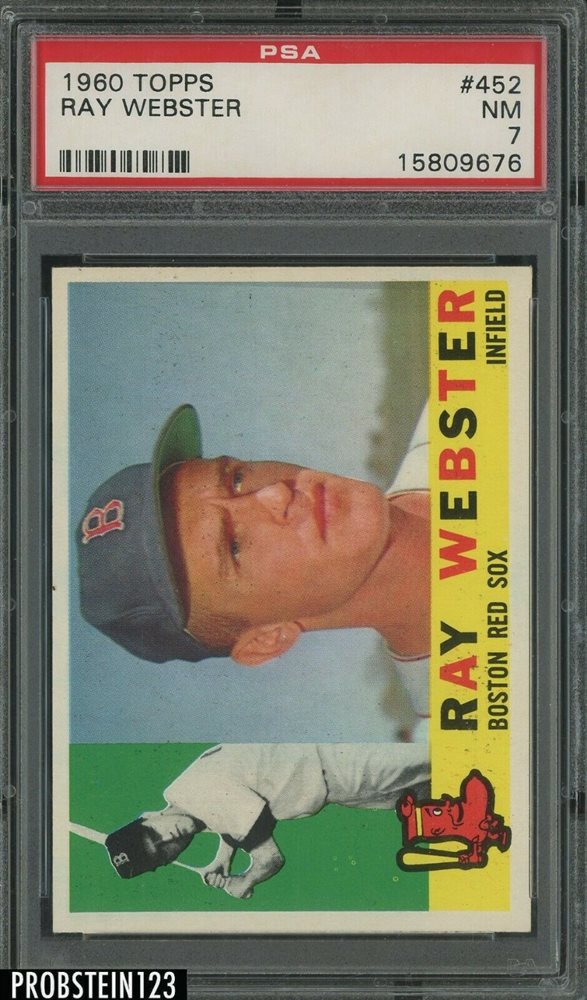 PSA
1960 TOPPS #452
RAY WEBSTER NM
7
15809676
B
RAY WEBSTER
BOSTON RED SOX INFIELD
B
PROBSTEIN123